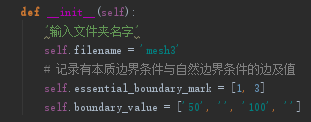 def __init__(self):
'输入文件夹名字'
self.filename = 'mesh3'
# 记录有本质边界条件与自然边界条件的边及值
self.essential_boundary_mark = [1, 3]
self.boundary_value = ['50', '', '100', '']